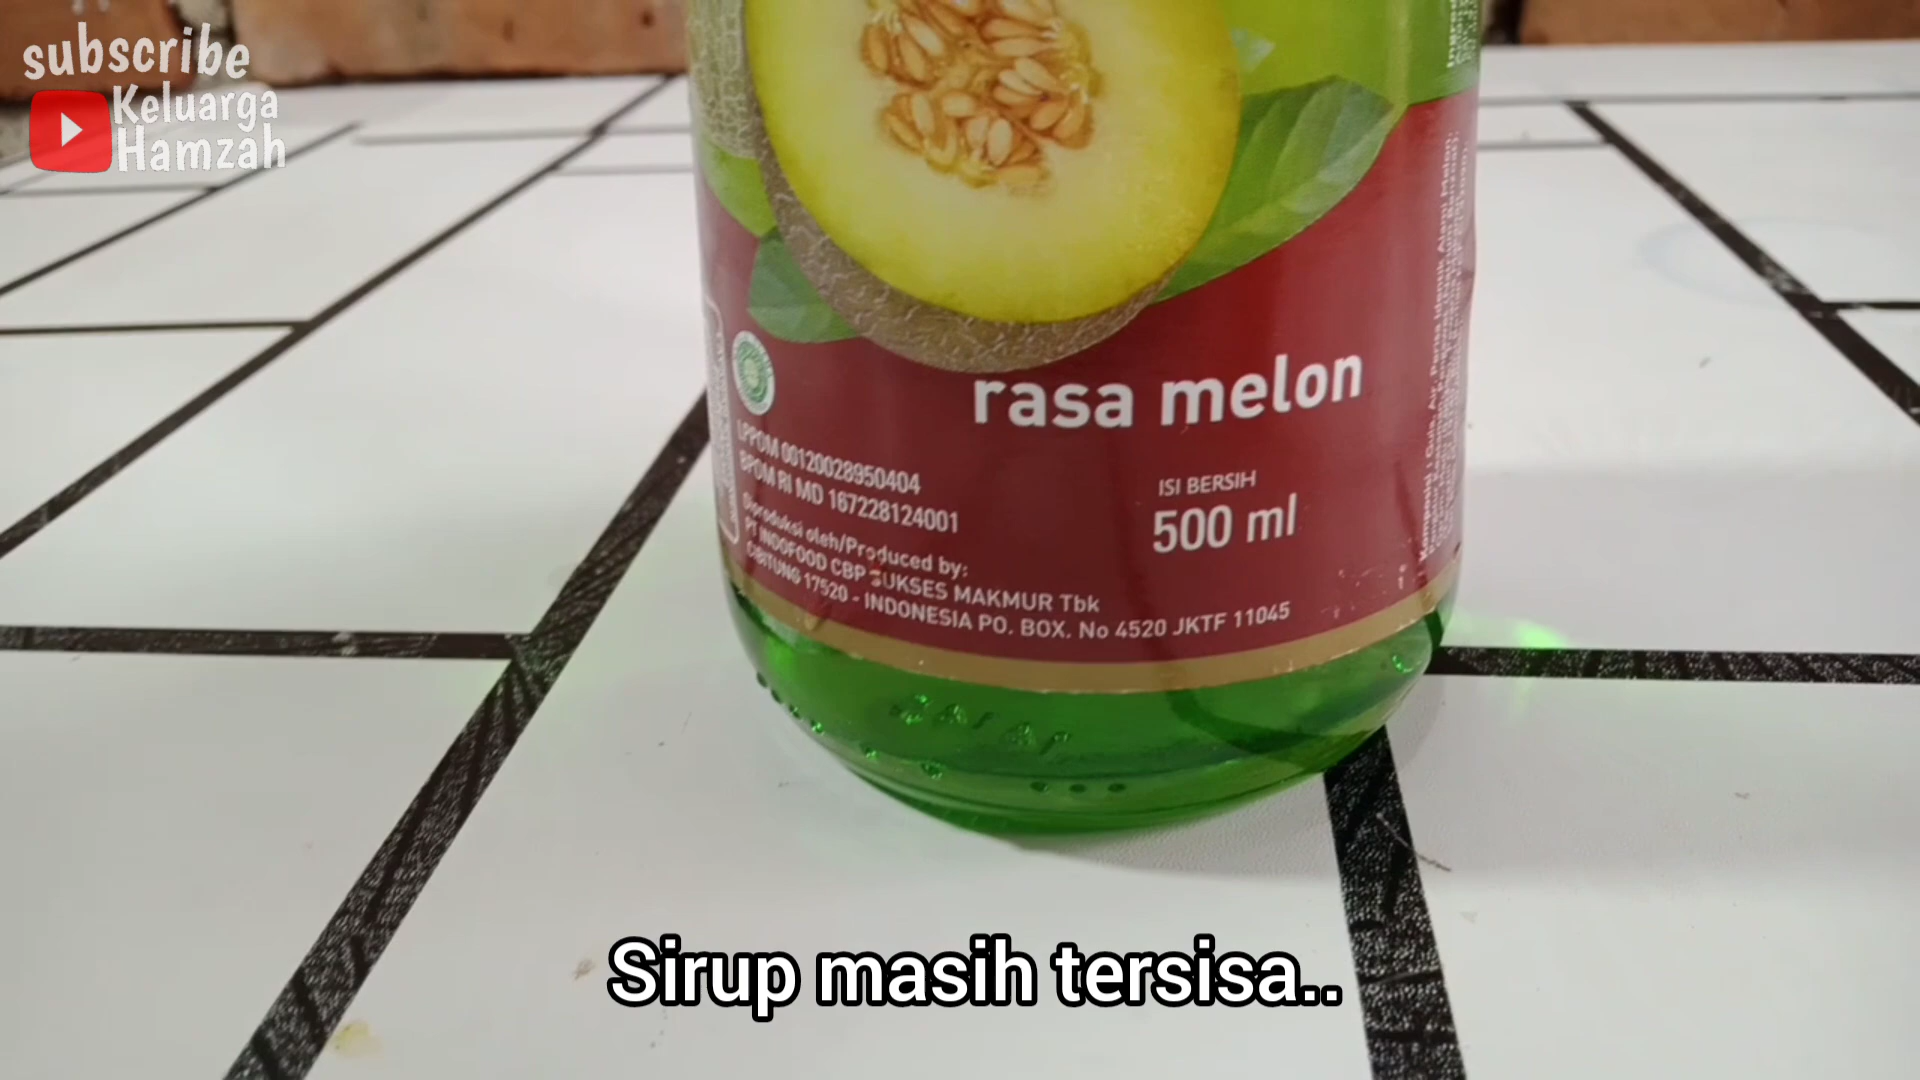 subscribe
Keluarga
Hamzah
rasa melon
LPPOM 00120028950404
BPOM RI MD 167228124001
ISI BERSIH
500 ml
Diproduksi oleh/Produced by:
PT INDOFOOD CBP SUKSES MAKMUR Tbk
CIBITUNG 17520 - INDONESIA PO. BOX. No 4520 JKTF 11045
Sirup masih tersisa..